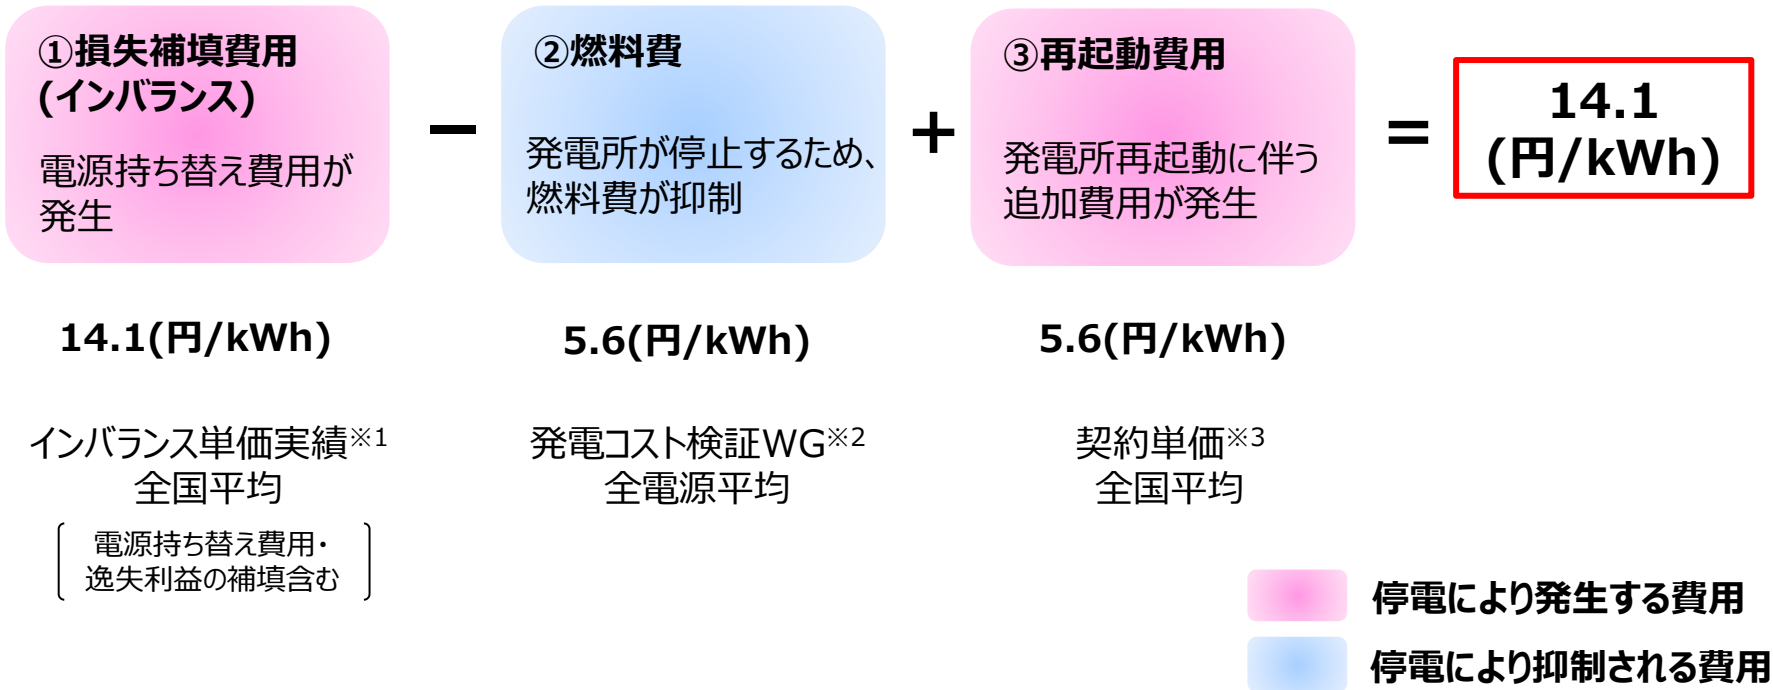 ①損失補填費用
(インバランス)
電源持ち替え費用が
発生
−
②燃料費
発電所が停止するため、
燃料費が抑制
+
③再起動費用
発電所再起動に伴う
追加費用が発生
=
14.1
(円/kWh)
14.1(円/kWh)
5.6(円/kWh)
5.6(円/kWh)
インバランス単価実績※1
全国平均
電源持ち替え費用・
逸失利益の補填含む
発電コスト検証WG※2
全電源平均
契約単価※3
全国平均
停電により発生する費用
停電により抑制される費用